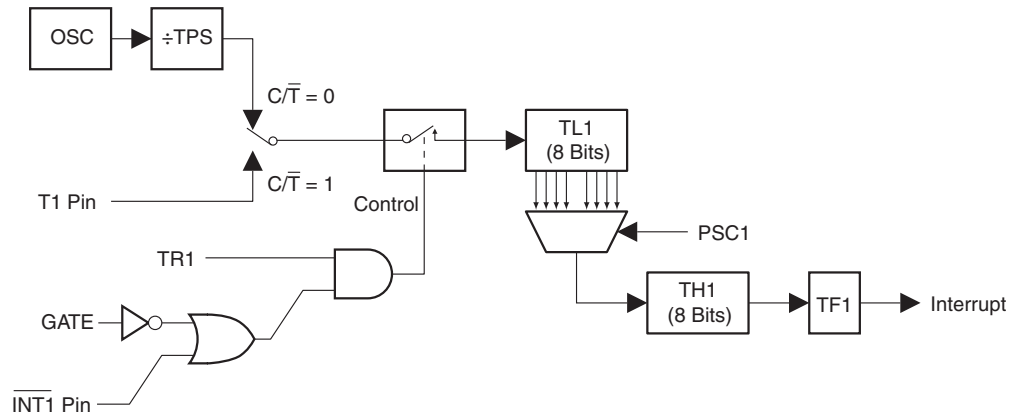 OSC
÷TPS
C/T̅ = 0
TL1
(8 Bits)
C/T̅ = 1
T1 Pin
Control
PSC1
TR1
TH1
(8 Bits)
TF1
Interrupt
GATE
I̅N̅T̅1̅ Pin